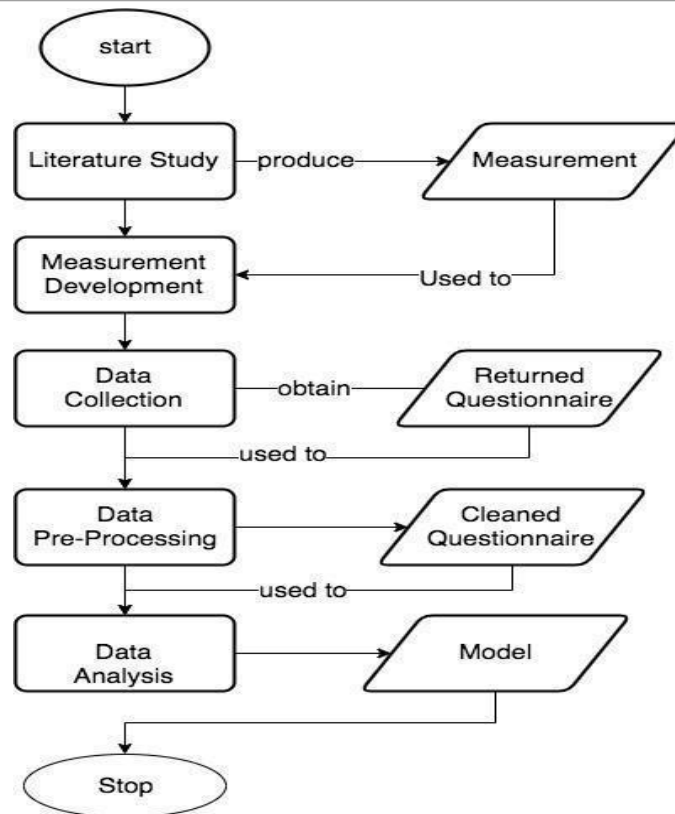 start
Literature Study
produce
Measurement
Measurement
Development
Used to
Data
Collection
obtain
Returned
Questionnaire
used to
Data
Pre-Processing
Cleaned
Questionnaire
used to
Data
Analysis
Model
Stop